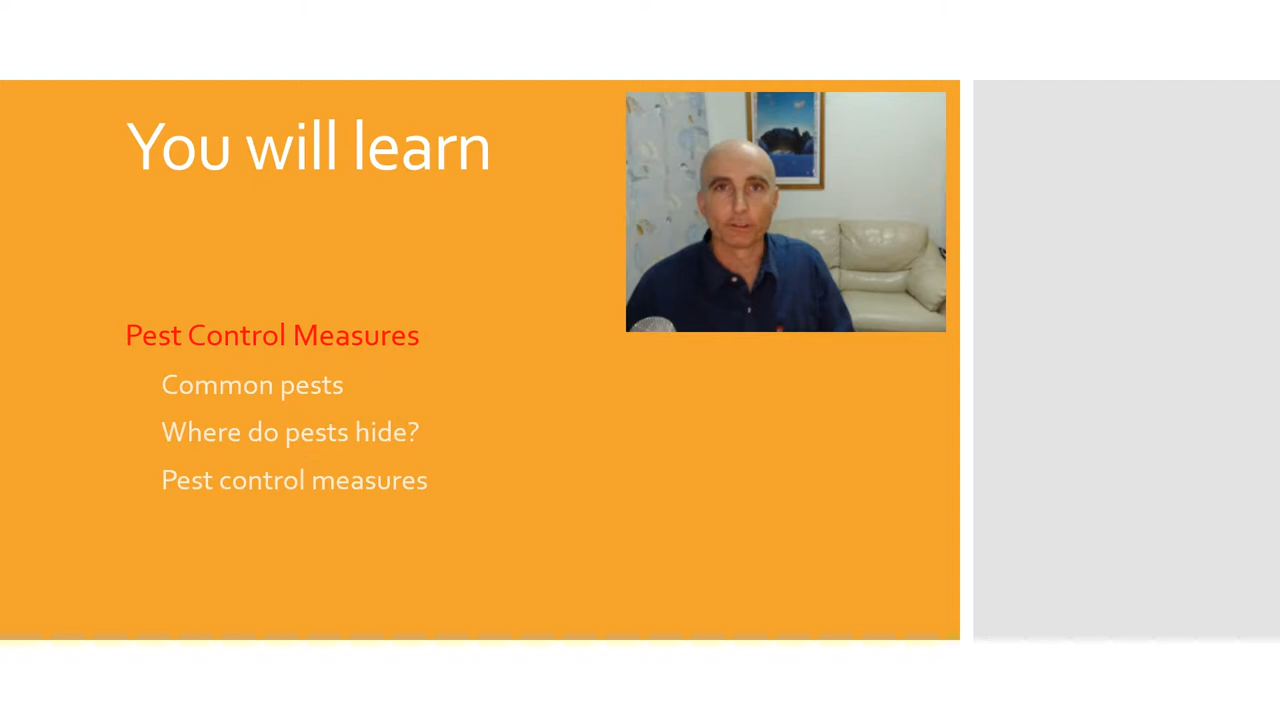 You will learn
Pest Control Measures
Common pests
Where do pests hide?
Pest control measures